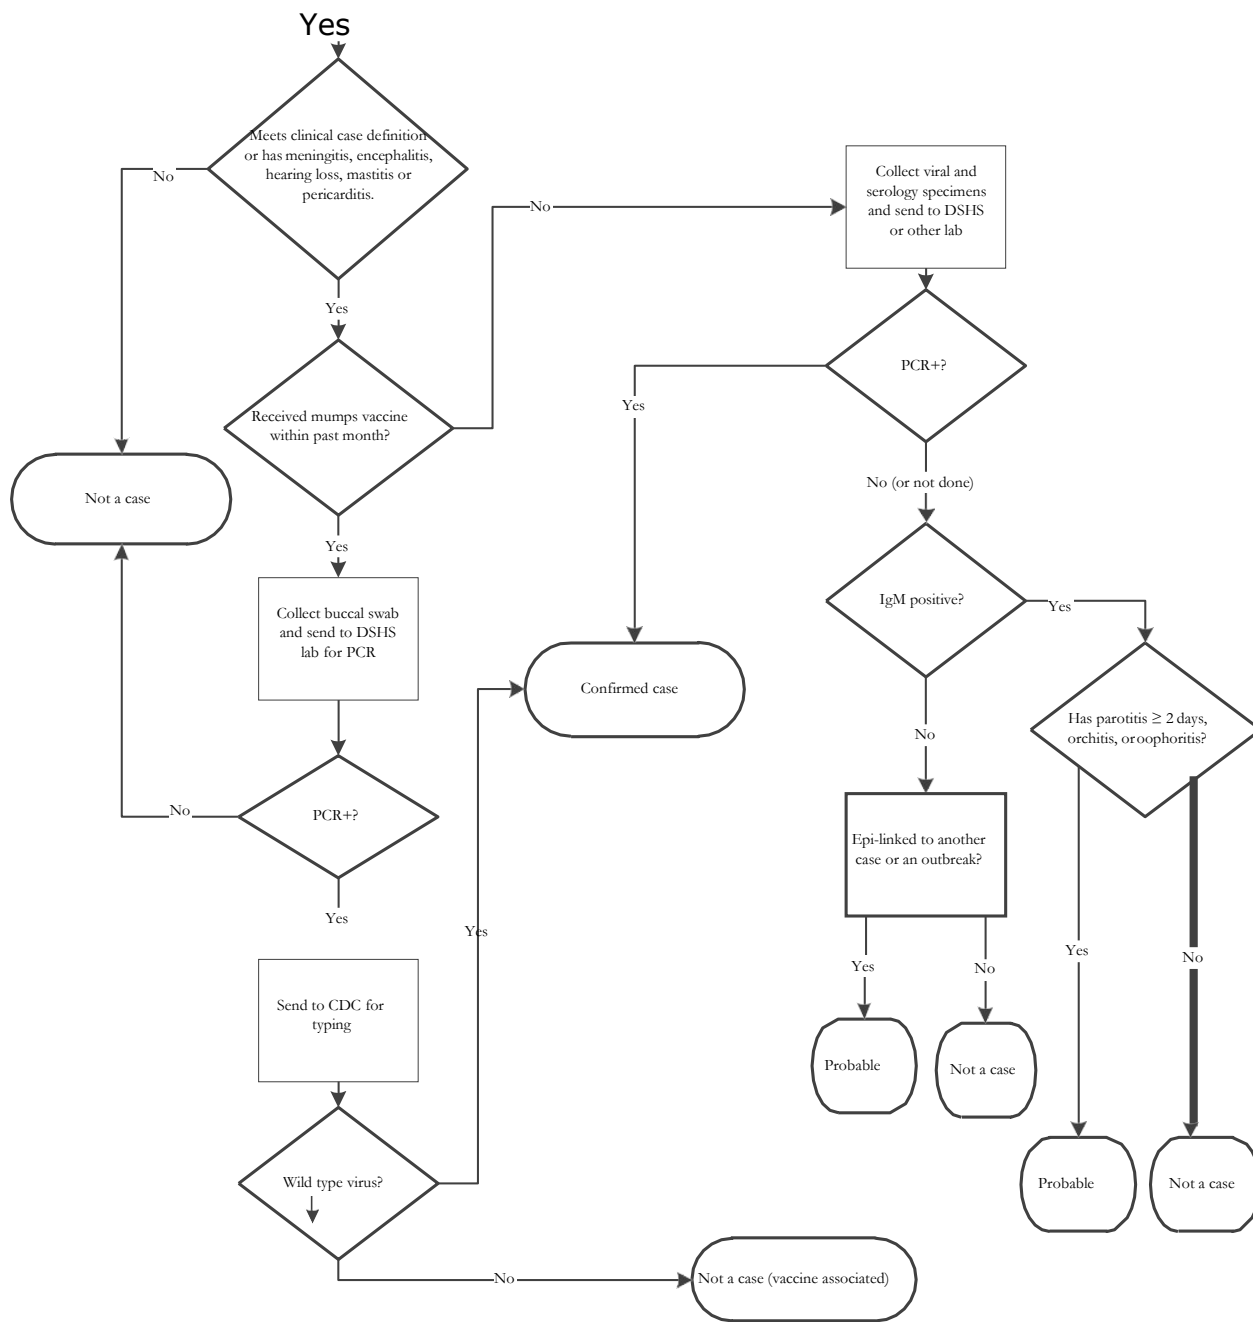 Yes
Meets clinical case definition
or has meningitis, encephalitis,
hearing loss, mastitis or
pericarditis.
No
Yes
Received mumps vaccine
within past month?
No
Not a case
Yes
Collect buccal swab
and send to DSHS
lab for PCR
PCR+?
No
Yes
Send to CDC for
typing
Wild type virus?
Yes
No
Not a case (vaccine associated)
Collect viral and
serology specimens
and send to DSHS
or other lab
PCR+?
Yes
Confirmed case
No (or not done)
IgM positive?
Yes
No
Epi-linked to another
case or an outbreak?
Yes
No
Probable
Not a case
Has parotitis ≥ 2 days,
orchitis, oroophoritis?
Yes
No
Probable
Not a case